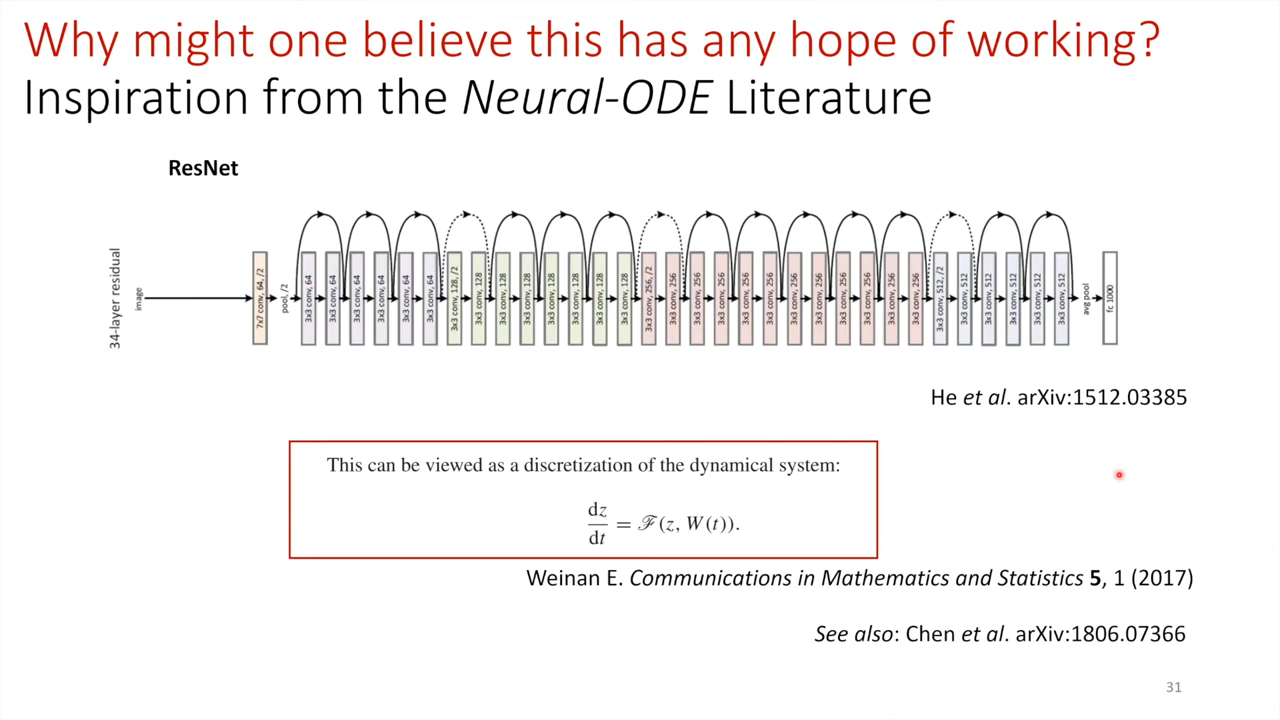 Why might one believe this has any hope of working?
Inspiration from the Neural-ODE Literature
ResNet
34-layer residual
image
7x7 conv, 64, /2
pool, /2
3x3 conv, 64
3x3 conv, 64
3x3 conv, 64
3x3 conv, 64
3x3 conv, 64
3x3 conv, 64
3x3 conv, 128, /2
3x3 conv, 128
3x3 conv, 128
3x3 conv, 128
3x3 conv, 128
3x3 conv, 128
3x3 conv, 128
3x3 conv, 128
3x3 conv, 256, /2
3x3 conv, 256
3x3 conv, 256
3x3 conv, 256
3x3 conv, 256
3x3 conv, 256
3x3 conv, 256
3x3 conv, 256
3x3 conv, 256
3x3 conv, 256
3x3 conv, 256
3x3 conv, 256
3x3 conv, 512, /2
3x3 conv, 512
3x3 conv, 512
3x3 conv, 512
3x3 conv, 512
3x3 conv, 512
avg pool
fc 1000
He et al. arXiv:1512.03385
This can be viewed as a discretization of the dynamical system:
dz/dt = ℱ(z, W(t)).
Weinan E. Communications in Mathematics and Statistics 5, 1 (2017)
See also: Chen et al. arXiv:1806.07366
31